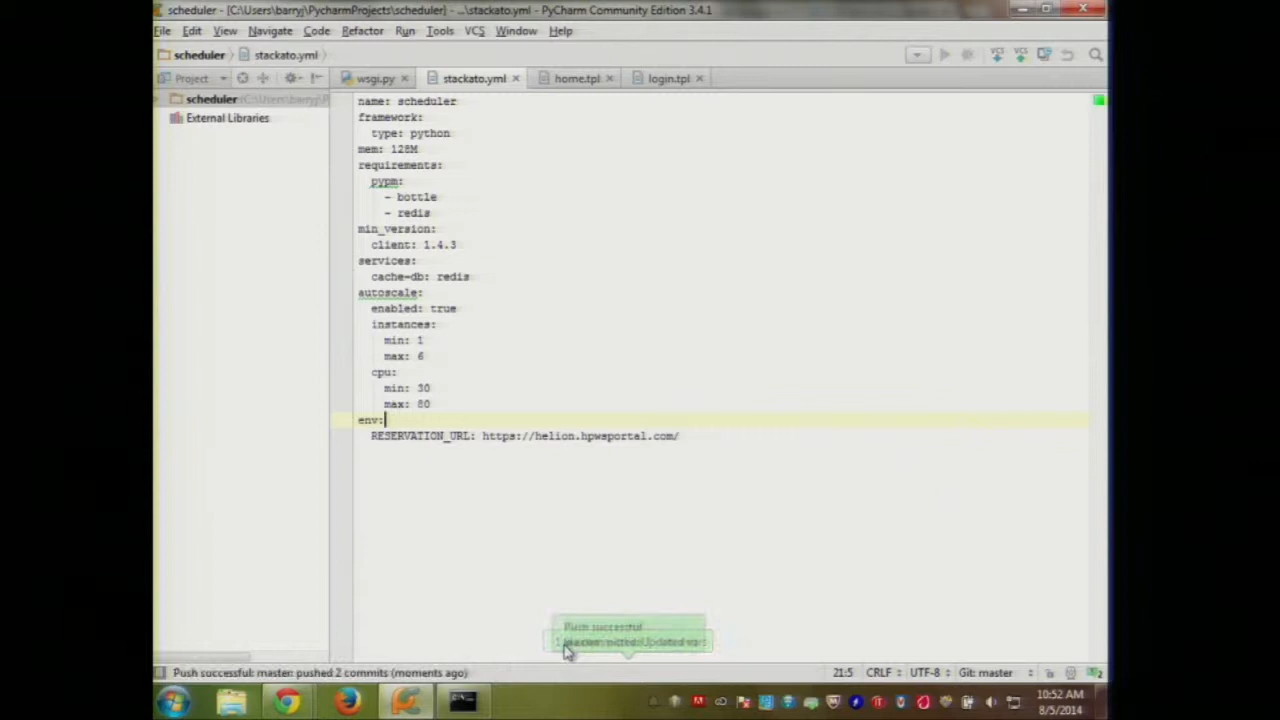 scheduler - [C:\Users\barryj\PycharmProjects\scheduler] - ...\stackato.yml - PyCharm Community Edition 3.4.1
File Edit View Navigate Code Refactor Run Tools VCS Window Help
scheduler stackato.yml
Project wsgi.py stackato.yml home.tpl login.tpl
scheduler (C:\Users\barryj\P
External Libraries
name: scheduler
framework:
type: python
mem: 128M
requirements:
pypm:
- bottle
- redis
min_version:
client: 1.4.3
services:
cache-db: redis
autoscale:
enabled: true
instances:
min: 1
max: 6
cpu:
min: 30
max: 80
env:
RESERVATION_URL: https://helion.hpwsportal.com/
Push successful
Updated
Push successful: master: pushed 2 commits (moments ago) 21:5 CRLF UTF-8 Git: master
10:52 AM
8/5/2014